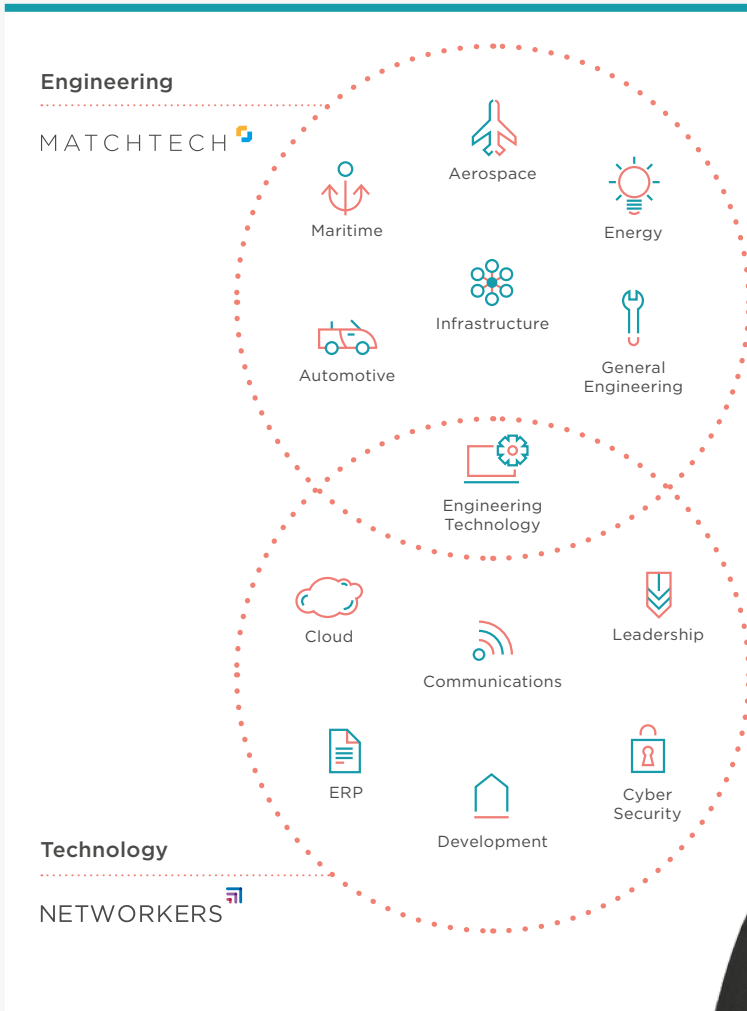 Engineering
MATCHTECH
Aerospace
Maritime
Energy
Infrastructure
Automotive
General
Engineering
Engineering
Technology
Cloud
Leadership
Communications
ERP
Cyber
Security
Development
Technology
NETWORKERS